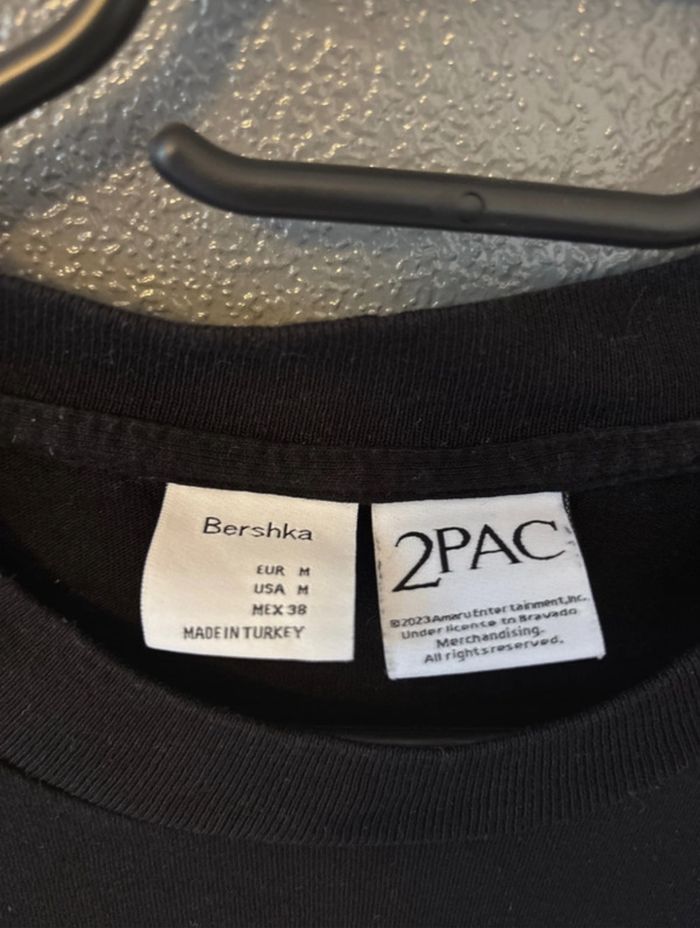 Bershka
EUR M
USA M
MEX 38
MADE IN TURKEY
2PAC
©2023 Amaru Entertainment, Inc.
Under licence to Bravado
Merchandising.
All rights reserved.